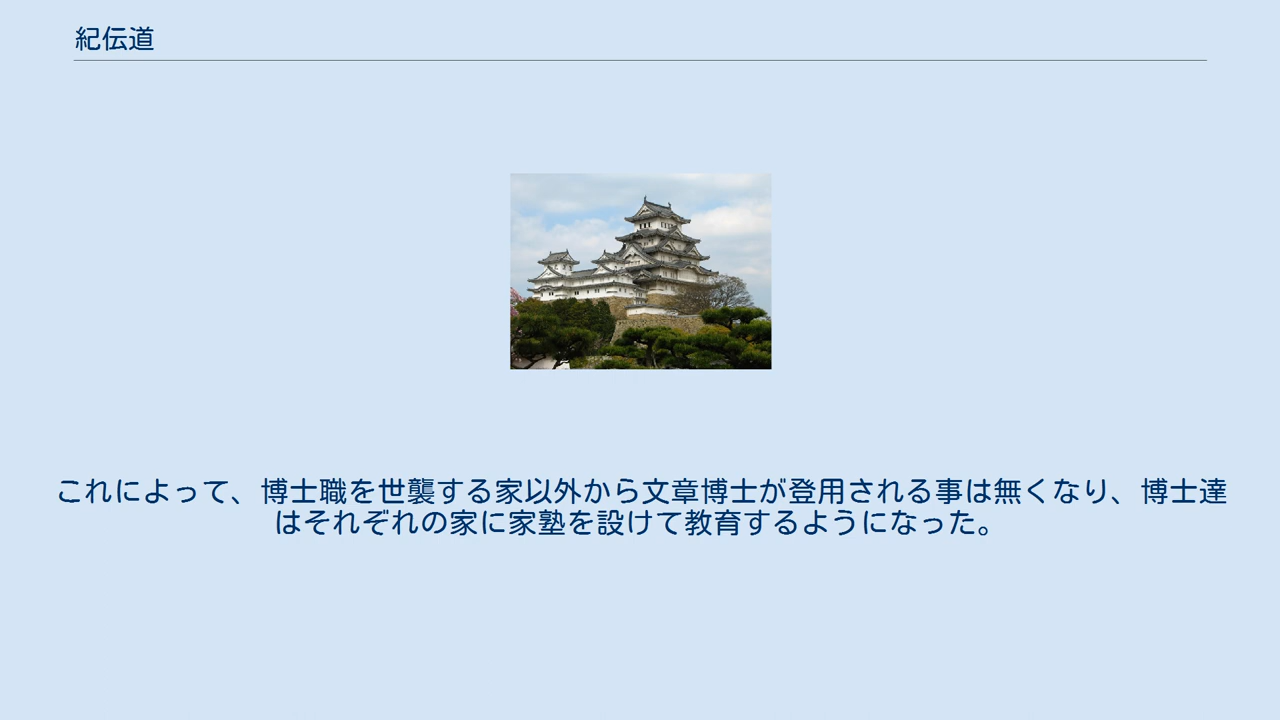 紀伝道
これによって、博士職を世襲する家以外から文章博士が登用される事は無くなり、博士達
はそれぞれの家に家塾を設けて教育するようになった。